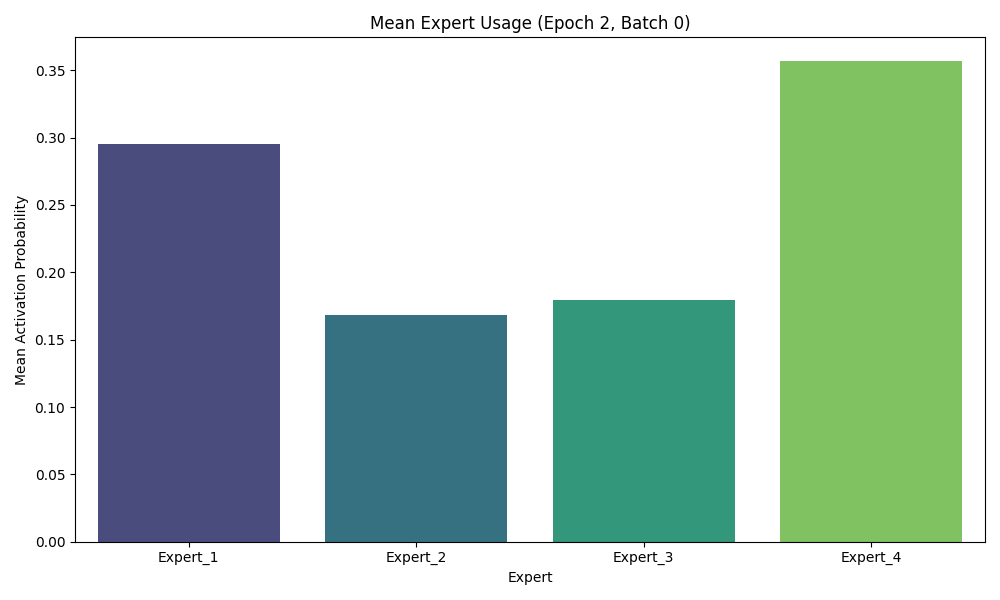 Mean Expert Usage (Epoch 2, Batch 0)
Mean Activation Probability
0.35
0.30
0.25
0.20
0.15
0.10
0.05
0.00
Expert_1 Expert_2 Expert_3 Expert_4
Expert